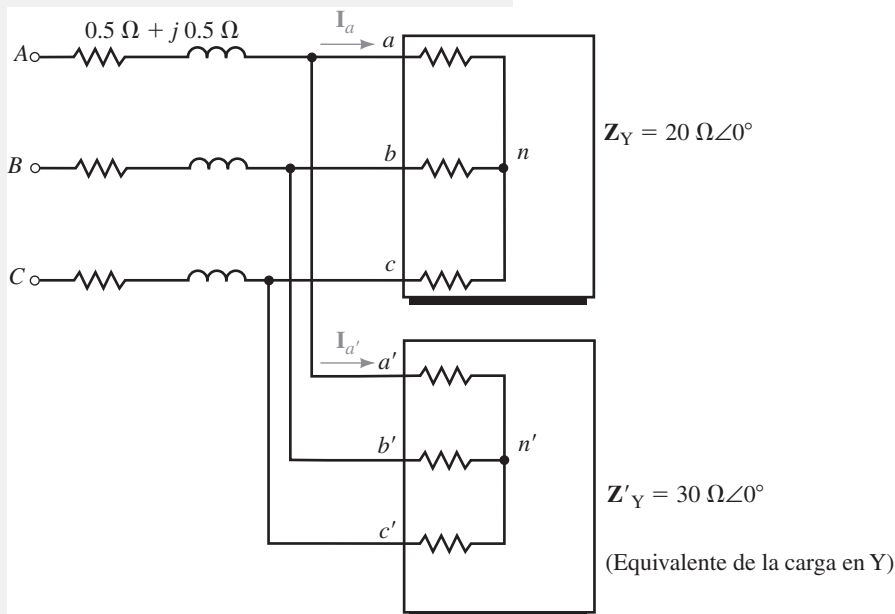 0.5 Ω + j 0.5 Ω
I_a
a
A
Z_Y = 20 Ω∠0°
b
n
B
c
C
I_a′
a′
b′
n′
Z′_Y = 30 Ω∠0°
c′
(Equivalente de la carga en Y)